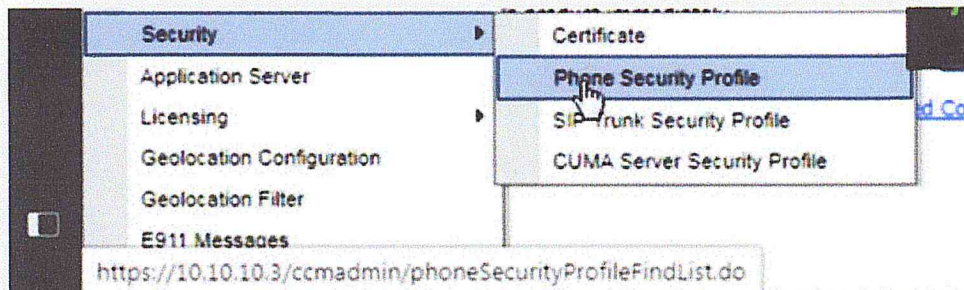 Security
Application Server
Licensing
Geolocation Configuration
Geolocation Filter
E911 Messages
Certificate
Phone Security Profile
SIP Trunk Security Profile
CUMA Server Security Profile
https://10.10.10.3/ccmadmin/phoneSecurityProfileFindList.do